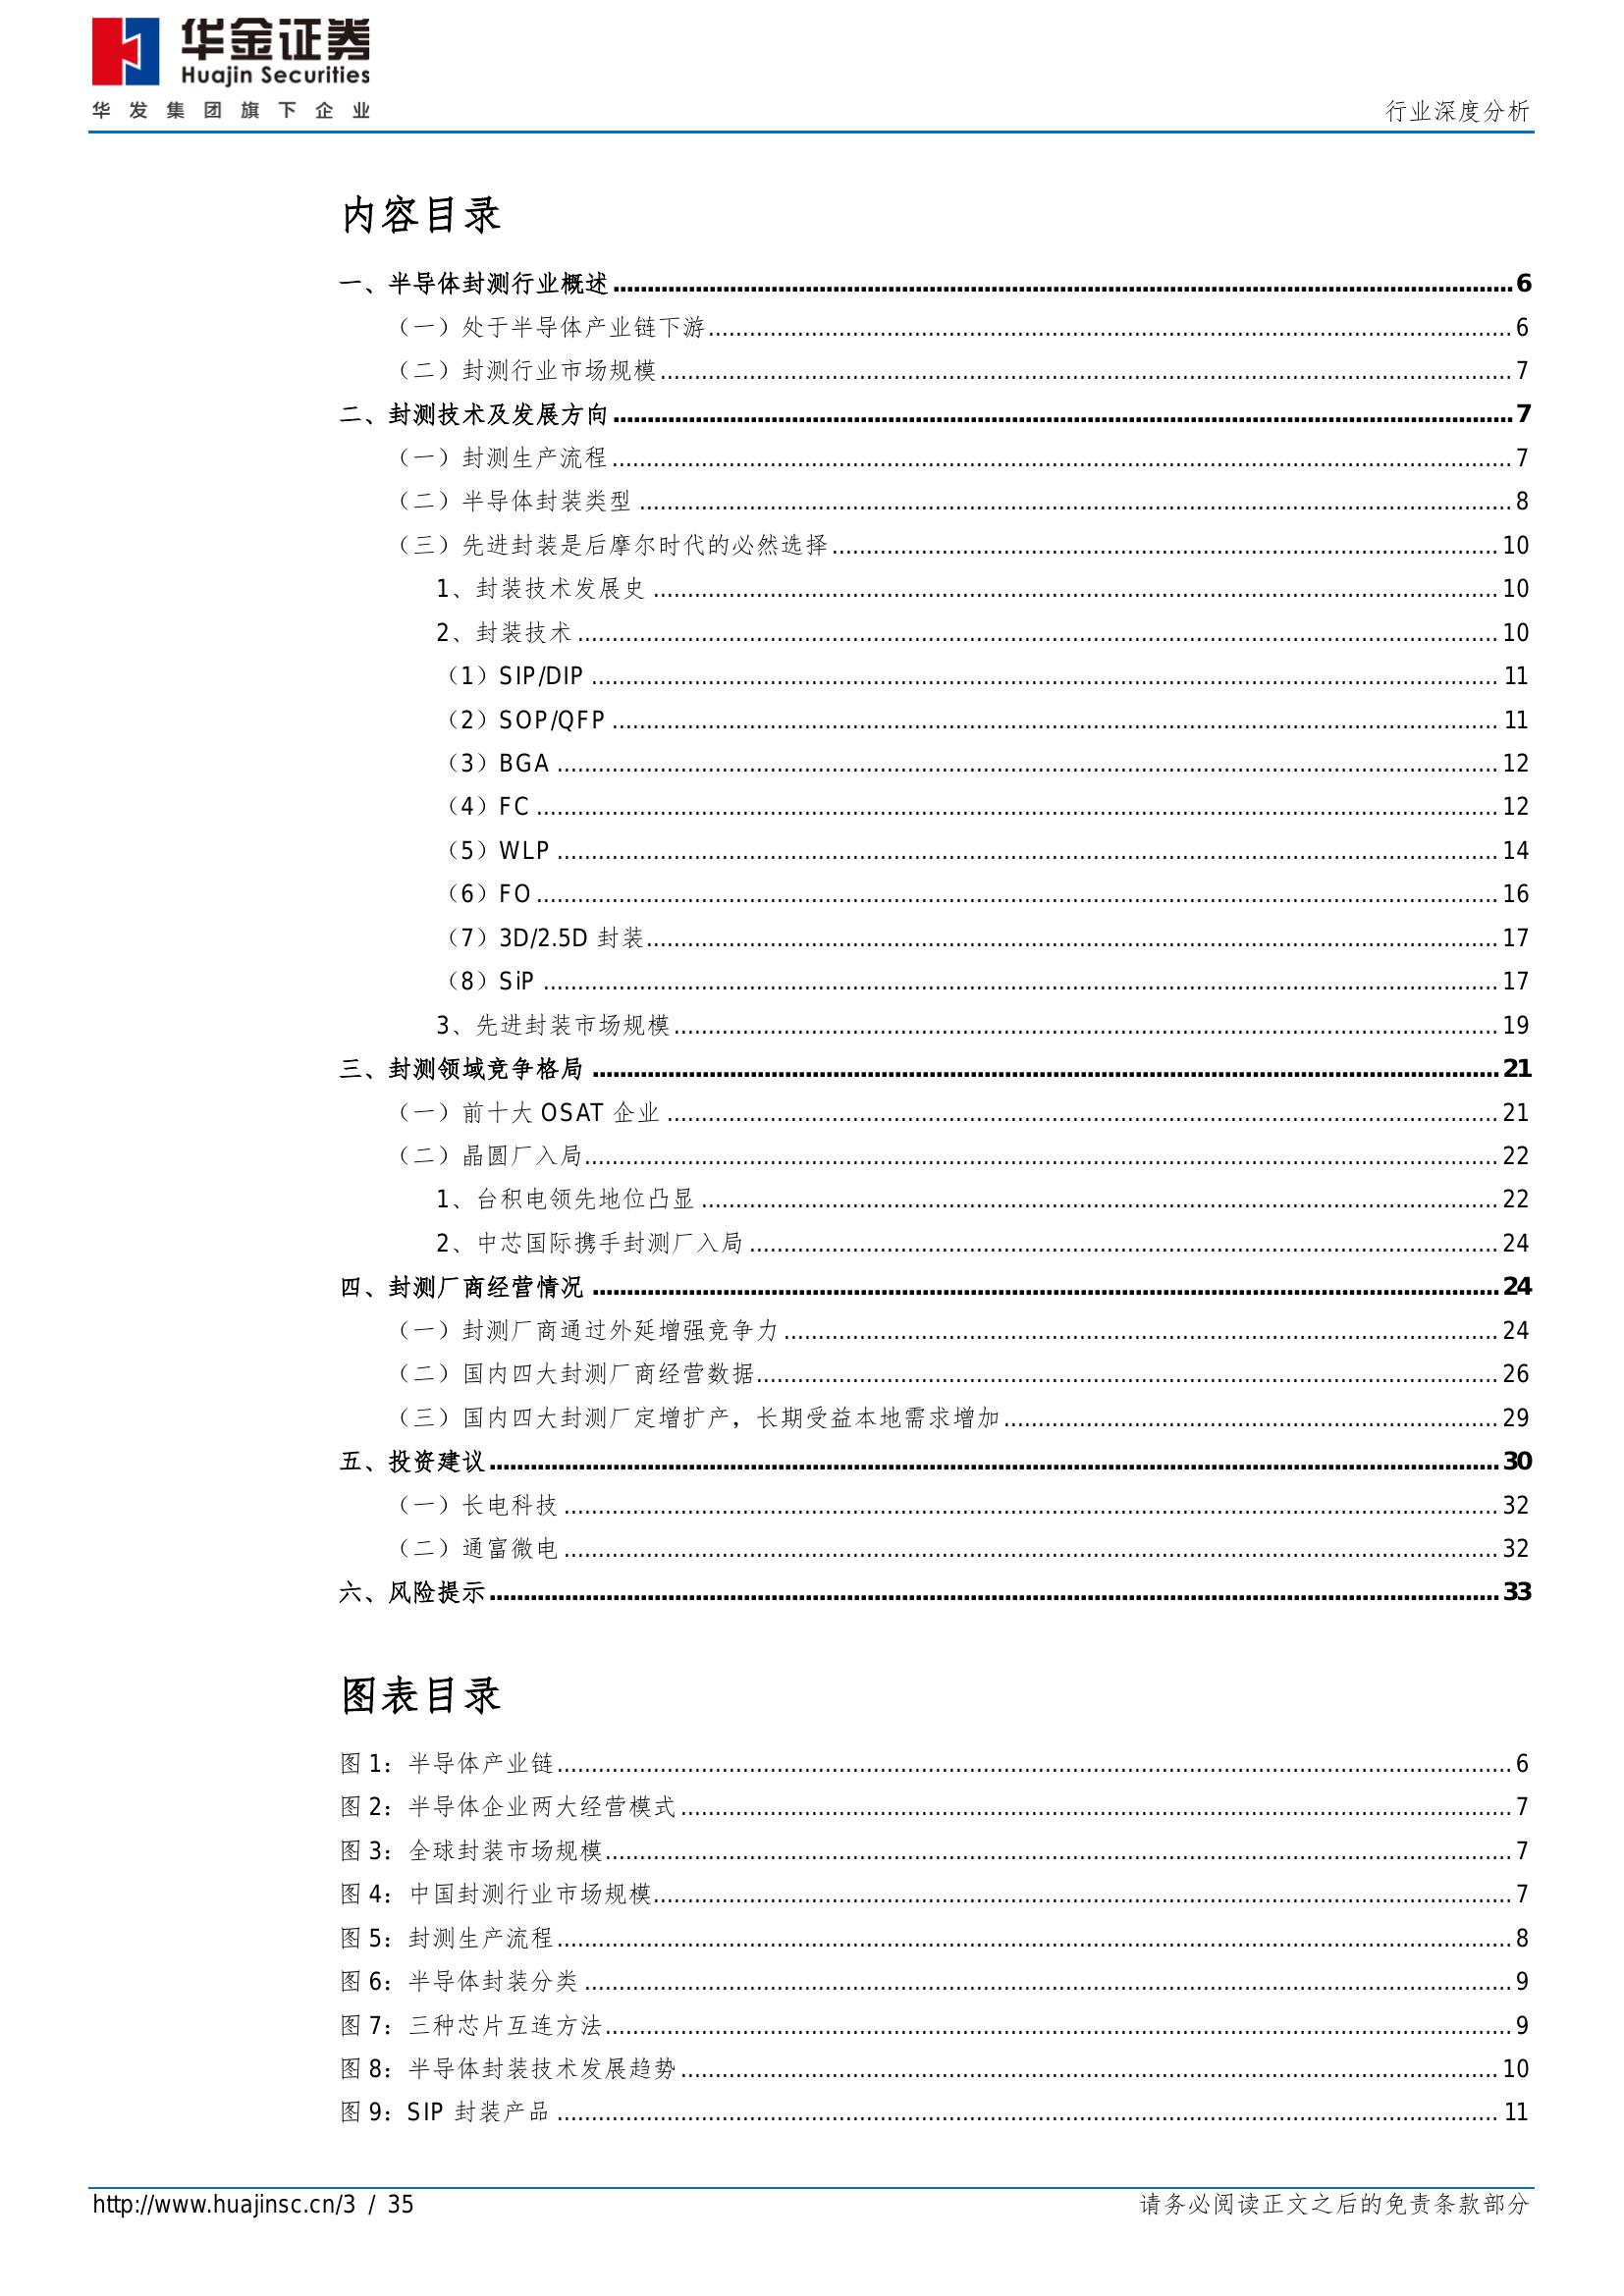 华金证券
Huajin Securities
华发集团旗下企业
行业深度分析
内容目录
一、半导体封测行业概述 6
（一）处于半导体产业链下游 6
（二）封测行业市场规模 7
二、封测技术及发展方向 7
（一）封测生产流程 7
（二）半导体封装类型 8
（三）先进封装是后摩尔时代的必然选择 10
1、封装技术发展史 10
2、封装技术 10
（1）SIP/DIP 11
（2）SOP/QFP 11
（3）BGA 12
（4）FC 12
（5）WLP 14
（6）FO 16
（7）3D/2.5D 封装 17
（8）SiP 17
3、先进封装市场规模 19
三、封测领域竞争格局 21
（一）前十大 OSAT 企业 21
（二）晶圆厂入局 22
1、台积电领先地位凸显 22
2、中芯国际携手封测厂入局 24
四、封测厂商经营情况 24
（一）封测厂商通过外延增强竞争力 24
（二）国内四大封测厂商经营数据 26
（三）国内四大封测厂定增扩产，长期受益本地需求增加 29
五、投资建议 30
（一）长电科技 32
（二）通富微电 32
六、风险提示 33
图表目录
图 1：半导体产业链 6
图 2：半导体企业两大经营模式 7
图 3：全球封装市场规模 7
图 4：中国封测行业市场规模 7
图 5：封测生产流程 8
图 6：半导体封装分类 9
图 7：三种芯片互连方法 9
图 8：半导体封装技术发展趋势 10
图 9：SIP 封装产品 11
http://www.huajinsc.cn/3 / 35
请务必阅读正文之后的免责条款部分